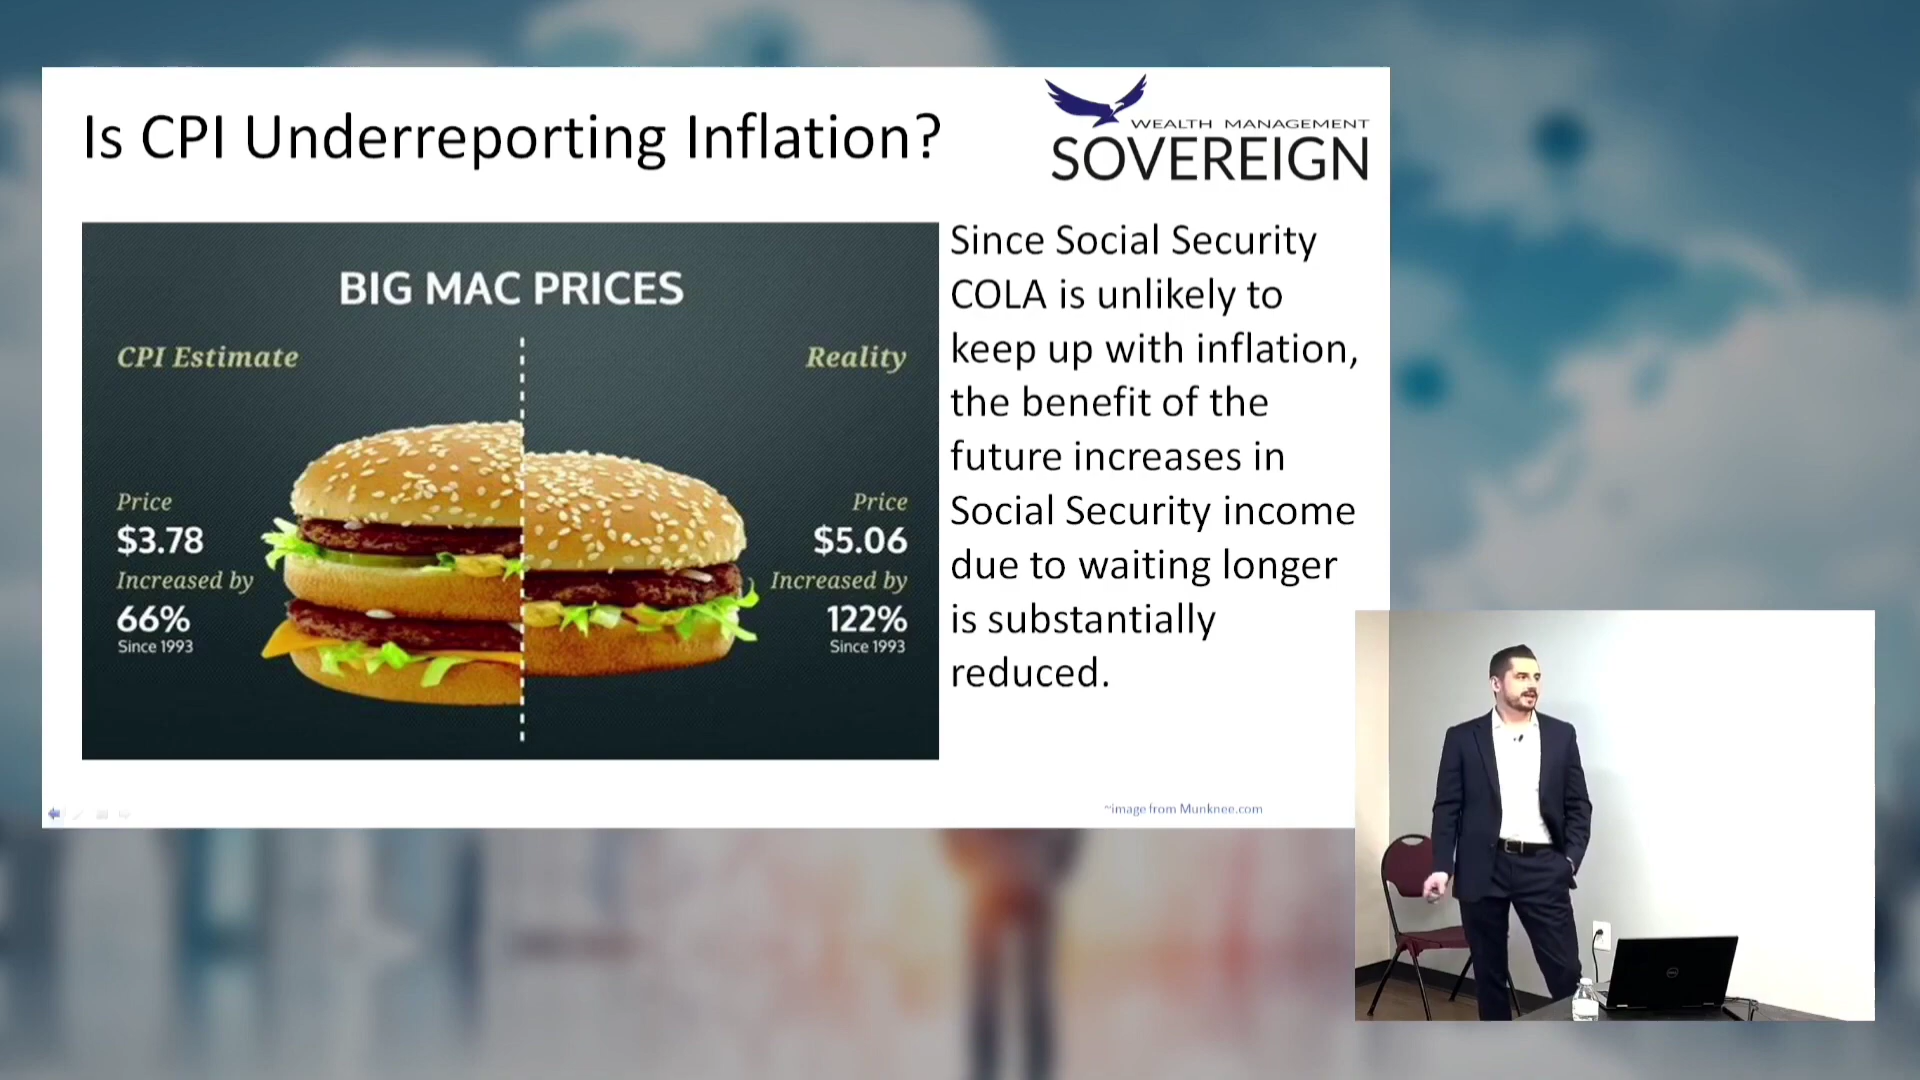 Is CPI Underreporting Inflation?
WEALTH MANAGEMENT
SOVEREIGN
BIG MAC PRICES
CPI Estimate
Reality
Price
$3.78
Increased by
66%
Since 1993
Price
$5.06
Increased by
122%
Since 1993
Since Social Security
COLA is unlikely to
keep up with inflation,
the benefit of the
future increases in
Social Security income
due to waiting longer
is substantially
reduced.
~image from Munknee.com
DELL